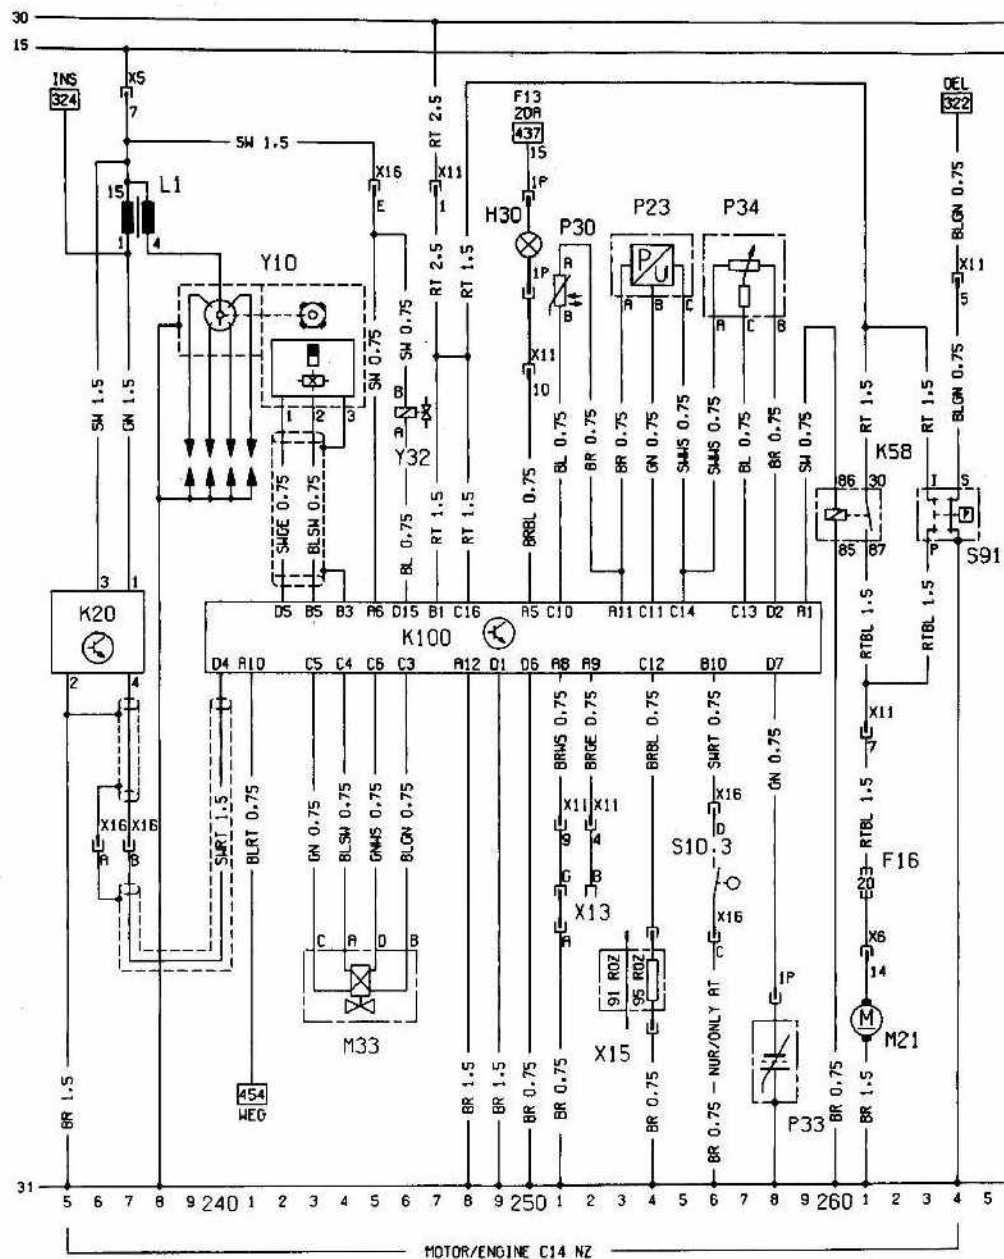 30
15
INS
324
X5
7
SW 1.5
RT 2.5
F13
20A
437
15
DEL
322
X16
E
X11
1
1P
H30
P30
P23
P34
BLGN 0.75
15
L1
1
4
Y10
RT 2.5
RT 1.5
1P
A
B
P
U
A
B
C
A
C
B
X11
5
SW 1.5
GN 1.5
SW 0.75
SW 0.75
X11
10
B
A
Y32
1
2
3
BL 0.75
BR 0.75
BR 0.75
GN 0.75
SWWS 0.75
SWWS 0.75
BL 0.75
BR 0.75
SW 0.75
RT 1.5
RT 1.5
BLGN 0.75
K58
86
30
85
87
I
S
P
S91
SWGE 0.75
BLSW 0.75
BL 0.75
RT 1.5
RT 1.5
BRBL 0.75
3
1
K20
2
4
D5
B5
B3
A6
D15
B1
C16
A5
C10
A11
C11
C14
C13
D2
A1
K100
D4
A10
C5
C4
C6
C3
A12
D1
D6
A8
A9
C12
B10
D7
RTBL 1.5
RTBL 1.5
X11
7
X16
X16
A
B
SWRT 1.5
BLRT 0.75
GN 0.75
BLSW 0.75
GNWS 0.75
BLGN 0.75
BRWS 0.75
BRGE 0.75
BRBL 0.75
SWRT 0.75
GN 0.75
RTBL 1.5
X11
X11
9
4
G
B
A
X13
X16
D
S10.3
X16
C
F16
20
X6
14
M
M21
C
A
D
B
M33
91 ROZ
95 ROZ
X15
1P
P33
454
WEG
BR 1.5
BR 1.5
BR 1.5
BR 0.75
BR 0.75
BR 0.75
BR 0.75 - NUR/ONLY AT
BR 0.75
BR 1.5
31
5 6 7 8 9 240 1 2 3 4 5 6 7 8 9 250 1 2 3 4 5 6 7 8 9 260 1 2 3 4 5
MOTOR/ENGINE C14 NZ